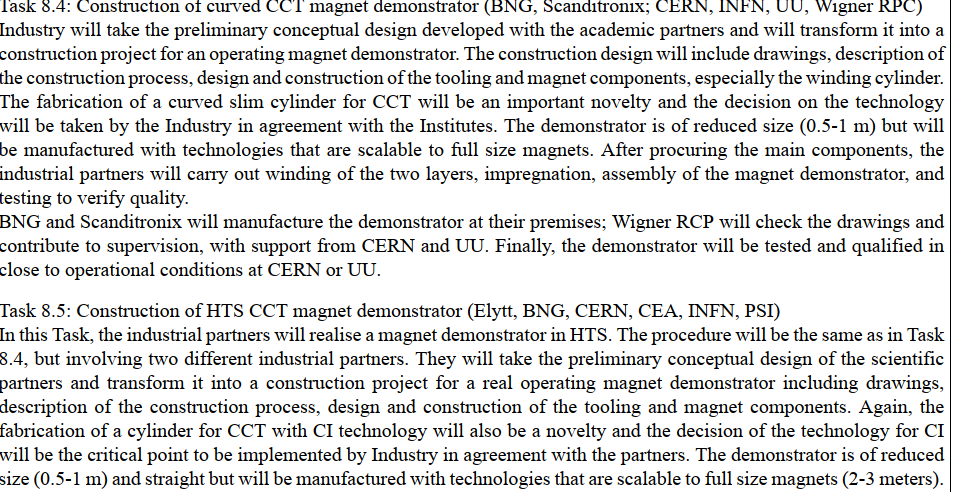 Task 8.4: Construction of curved CCT magnet demonstrator (BNG, Scanditronix; CERN, INFN, UU, Wigner RPC)
Industry will take the preliminary conceptual design developed with the academic partners and will transform it into a
construction project for an operating magnet demonstrator. The construction design will include drawings, description of
the construction process, design and construction of the tooling and magnet components, especially the winding cylinder.
The fabrication of a curved slim cylinder for CCT will be an important novelty and the decision on the technology
will be taken by the Industry in agreement with the Institutes. The demonstrator is of reduced size (0.5-1 m) but will
be manufactured with technologies that are scalable to full size magnets. After procuring the main components, the
industrial partners will carry out winding of the two layers, impregnation, assembly of the magnet demonstrator, and
testing to verify quality.
BNG and Scanditronix will manufacture the demonstrator at their premises; Wigner RCP will check the drawings and
contribute to supervision, with support from CERN and UU. Finally, the demonstrator will be tested and qualified in
close to operational conditions at CERN or UU.
Task 8.5: Construction of HTS CCT magnet demonstrator (Elytt, BNG, CERN, CEA, INFN, PSI)
In this Task, the industrial partners will realise a magnet demonstrator in HTS. The procedure will be the same as in Task
8.4, but involving two different industrial partners. They will take the preliminary conceptual design of the scientific
partners and transform it into a construction project for a real operating magnet demonstrator including drawings,
description of the construction process, design and construction of the tooling and magnet components. Again, the
fabrication of a cylinder for CCT with CI technology will also be a novelty and the decision of the technology for CI
will be the critical point to be implemented by Industry in agreement with the partners. The demonstrator is of reduced
size (0.5-1 m) and straight but will be manufactured with technologies that are scalable to full size magnets (2-3 meters).